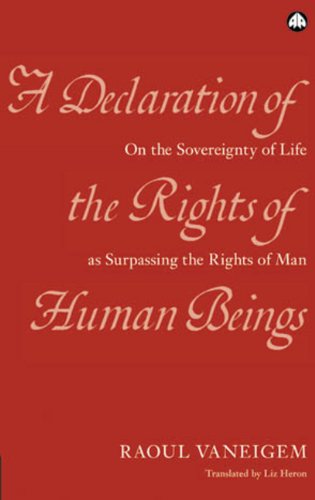 A Declaration of
On the Sovereignty of Life
the Rights of
as Surpassing the Rights of Man
Human Beings
RAOUL VANEIGEM
Translated by Liz Heron